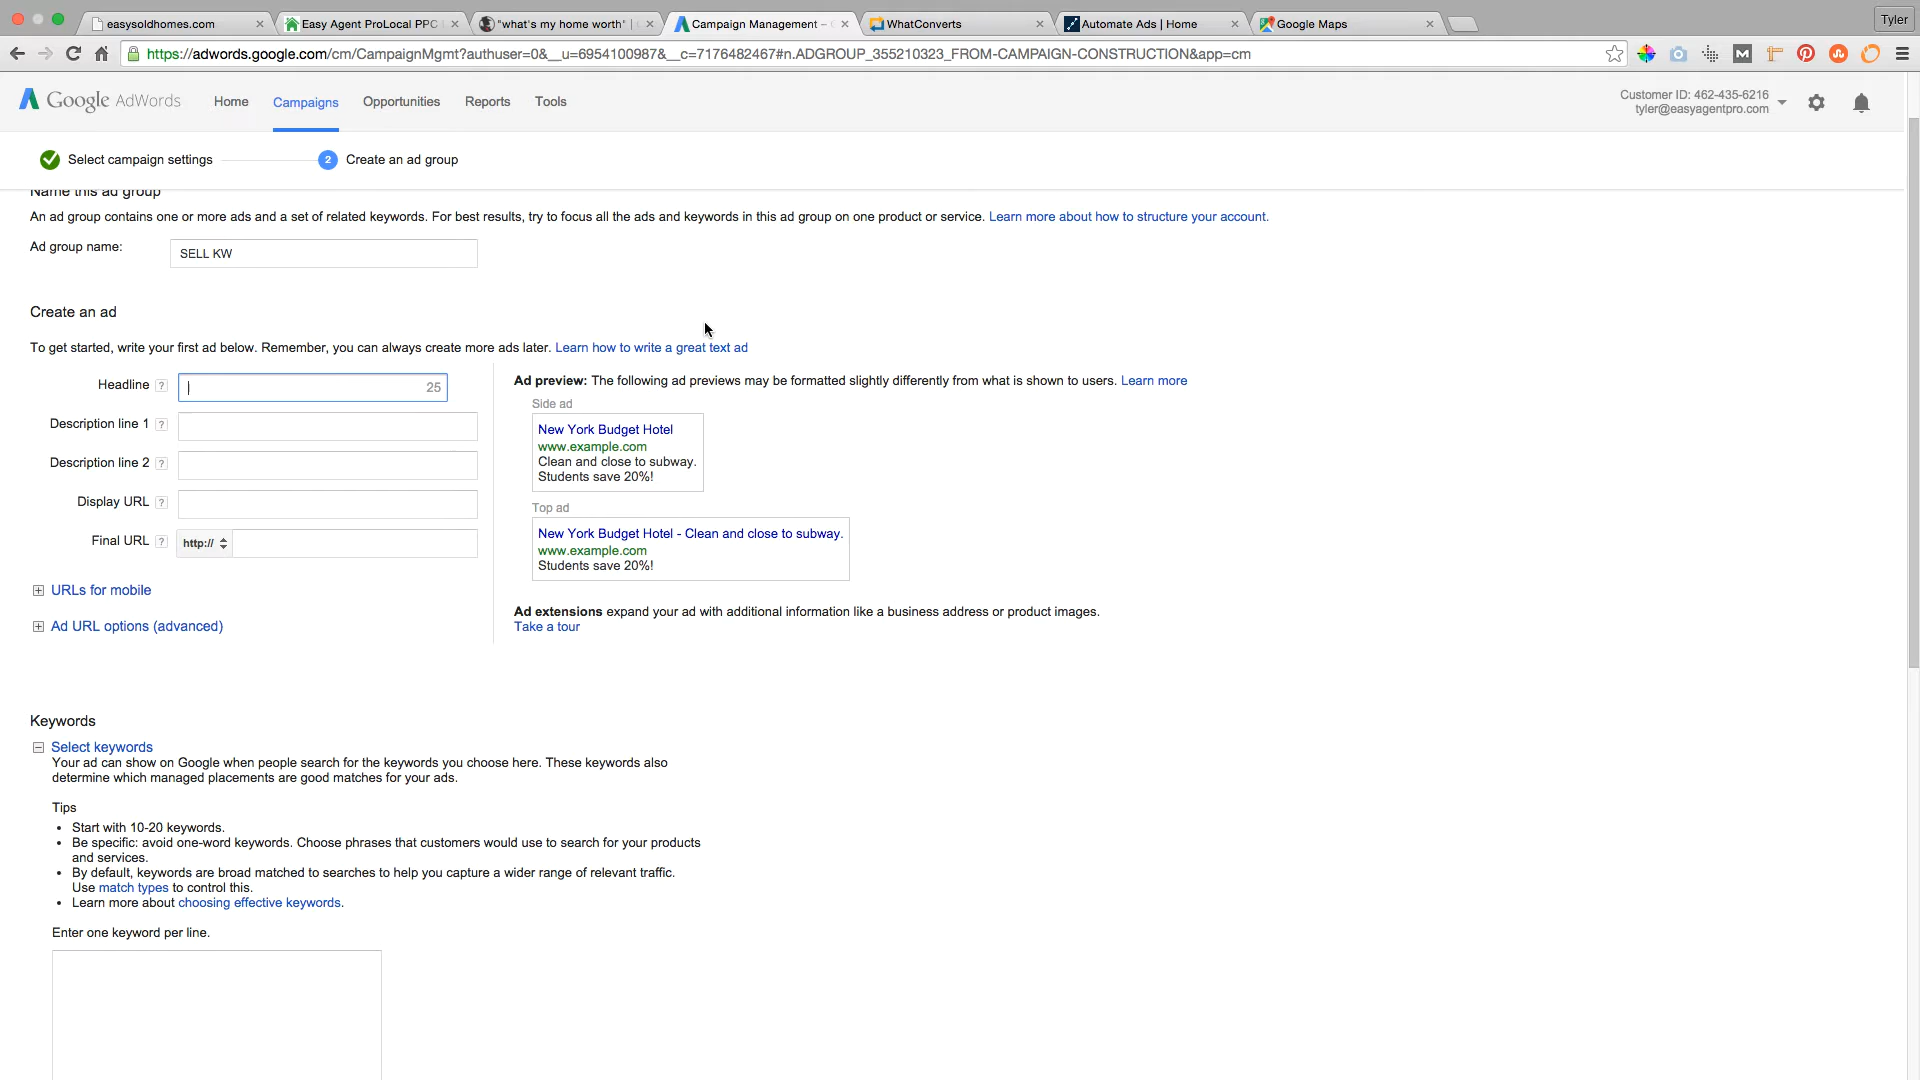 easysoldhomes.com
Easy Agent ProLocal PPC
"what's my home worth" |
Campaign Management –
WhatConverts
Automate Ads | Home
Google Maps
Tyler
https://adwords.google.com/cm/CampaignMgmt?authuser=0&__u=6954100987&__c=7176482467#n.ADGROUP_355210323_FROM-CAMPAIGN-CONSTRUCTION&app=cm
Google AdWords
Home
Campaigns
Opportunities
Reports
Tools
Customer ID: 462-435-6216
tyler@easyagentpro.com
Select campaign settings
2 Create an ad group
Name this ad group
An ad group contains one or more ads and a set of related keywords. For best results, try to focus all the ads and keywords in this ad group on one product or service. Learn more about how to structure your account.
Ad group name: SELL KW
Create an ad
To get started, write your first ad below. Remember, you can always create more ads later. Learn how to write a great text ad
Headline ? 25
Description line 1 ?
Description line 2 ?
Display URL ?
Final URL ? http://
URLs for mobile
Ad URL options (advanced)
Ad preview: The following ad previews may be formatted slightly differently from what is shown to users. Learn more
Side ad
New York Budget Hotel
www.example.com
Clean and close to subway.
Students save 20%!
Top ad
New York Budget Hotel - Clean and close to subway.
www.example.com
Students save 20%!
Ad extensions expand your ad with additional information like a business address or product images.
Take a tour
Keywords
Select keywords
Your ad can show on Google when people search for the keywords you choose here. These keywords also
determine which managed placements are good matches for your ads.
Tips
• Start with 10-20 keywords.
• Be specific: avoid one-word keywords. Choose phrases that customers would use to search for your products
and services.
• By default, keywords are broad matched to searches to help you capture a wider range of relevant traffic.
Use match types to control this.
• Learn more about choosing effective keywords.
Enter one keyword per line.